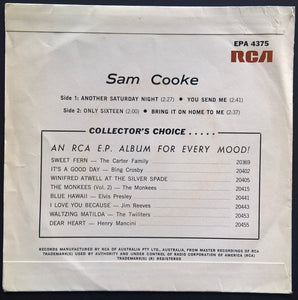 EPA 4375
RCA
Sam Cooke
Side 1: ANOTHER SATURDAY NIGHT (2:27) • YOU SEND ME (2:41)
Side 2: ONLY SIXTEEN (2:00) • BRING IT ON HOME TO ME (2:37)
COLLECTOR'S CHOICE . . . . .
AN RCA E.P. ALBUM FOR EVERY MOOD!
SWEET FERN — The Carter Family 20369
IT'S A GOOD DAY — Bing Crosby 20402
WINIFRED ATWELL AT THE SILVER SPADE 20405
THE MONKEES (Vol. 2) — The Monkees 20415
BLUE HAWAII — Elvis Presley 20441
I LOVE YOU BECAUSE — Jim Reeves 20443
WALTZING MATILDA — The Twiliters 20453
DEAR HEART — Henry Mancini 20455
RECORDS MANUFACTURED BY RCA OF AUSTRALIA PTY LTD, AUSTRALIA, FROM MASTER RECORDINGS OF RCA
TRADEMARK(S) USED BY AUTHORITY AND UNDER CONTROL OF RADIO CORPORATION OF AMERICA (RCA)
TRADEMARK(S) ® REGISTERED